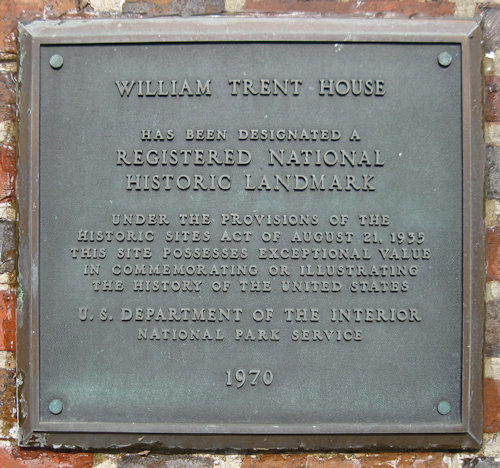 WILLIAM TRENT HOUSE
HAS BEEN DESIGNATED A
REGISTERED NATIONAL
HISTORIC LANDMARK
UNDER THE PROVISIONS OF THE
HISTORIC SITES ACT OF AUGUST 21, 1935
THIS SITE POSSESSES EXCEPTIONAL VALUE
IN COMMEMORATING OR ILLUSTRATING
THE HISTORY OF THE UNITED STATES
U. S. DEPARTMENT OF THE INTERIOR
NATIONAL PARK SERVICE
1970